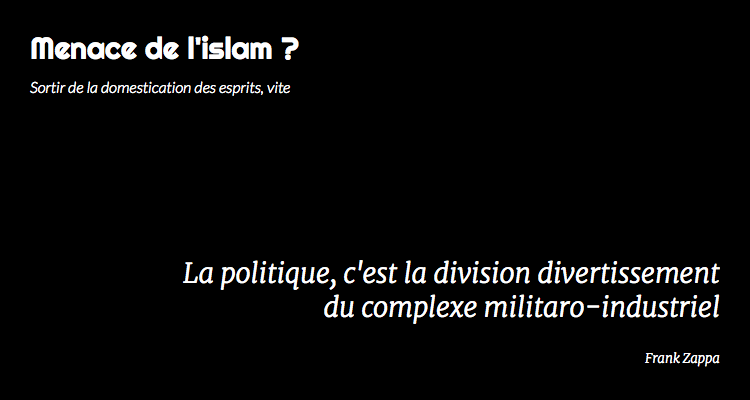 Menace de l'islam ?
Sortir de la domestication des esprits, vite
La politique, c'est la division divertissement
du complexe militaro-industriel
Frank Zappa